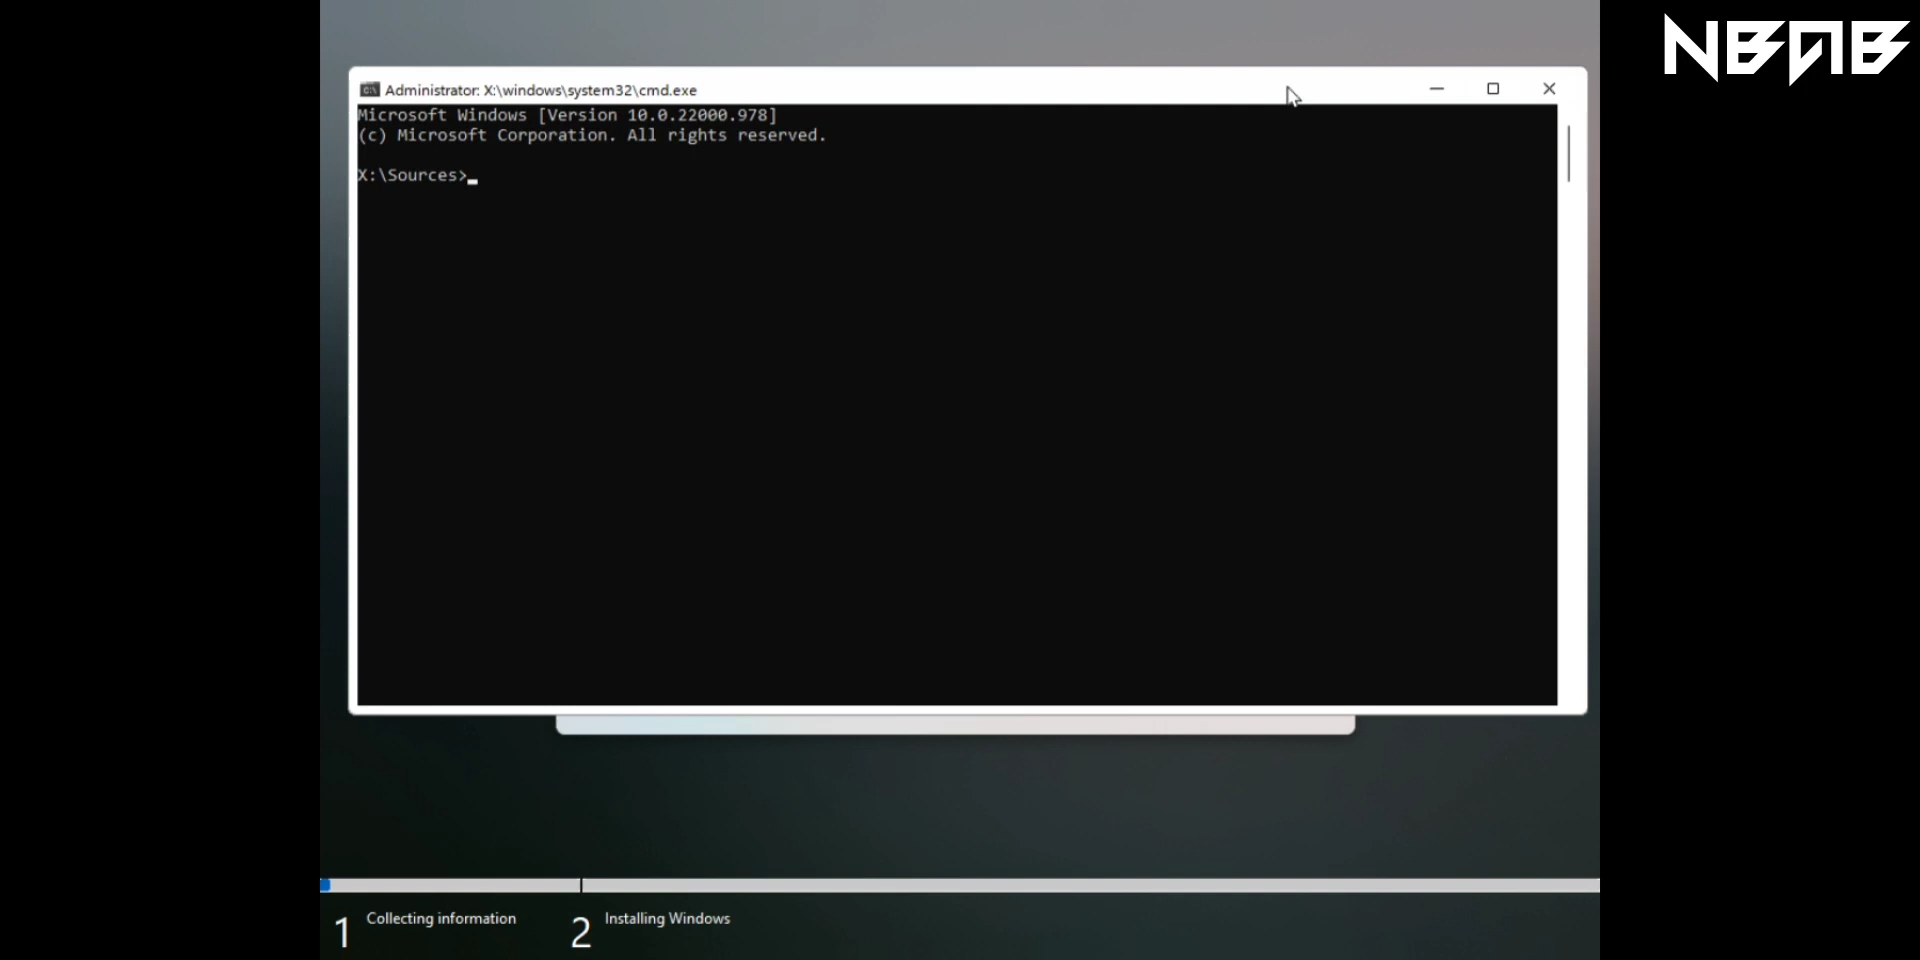 NBAB
Administrator: X:\windows\system32\cmd.exe
Microsoft Windows [Version 10.0.22000.978]
(c) Microsoft Corporation. All rights reserved.
X:\Sources>
1 Collecting information
2 Installing Windows